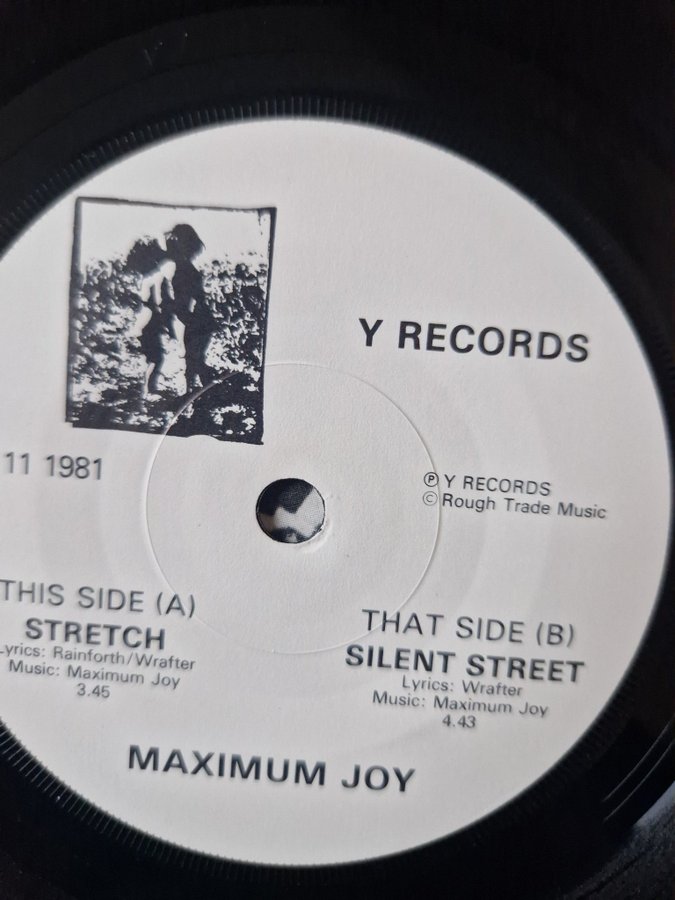 Y RECORDS
11 1981
Ⓟ Y RECORDS
© Rough Trade Music
THIS SIDE (A)
STRETCH
Lyrics: Rainforth/Wrafter
Music: Maximum Joy
3.45
THAT SIDE (B)
SILENT STREET
Lyrics: Wrafter
Music: Maximum Joy
4.43
MAXIMUM JOY